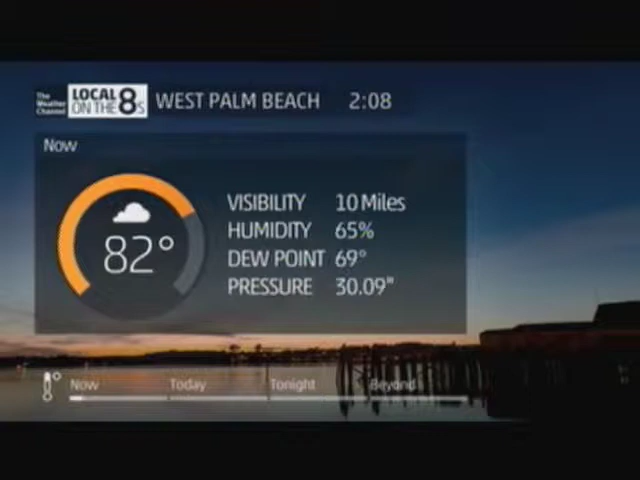 The Weather Channel
LOCAL ON THE 8s
WEST PALM BEACH 2:08
Now
82°
VISIBILITY 10 Miles
HUMIDITY 65%
DEW POINT 69°
PRESSURE 30.09"
Now Today Tonight Beyond